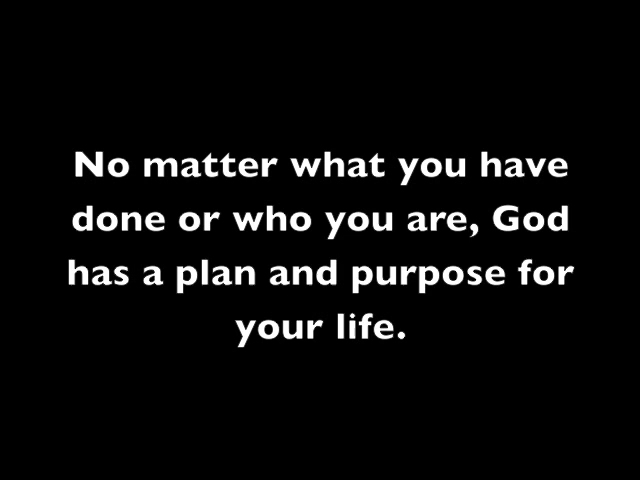 No matter what you have
done or who you are, God
has a plan and purpose for
your life.